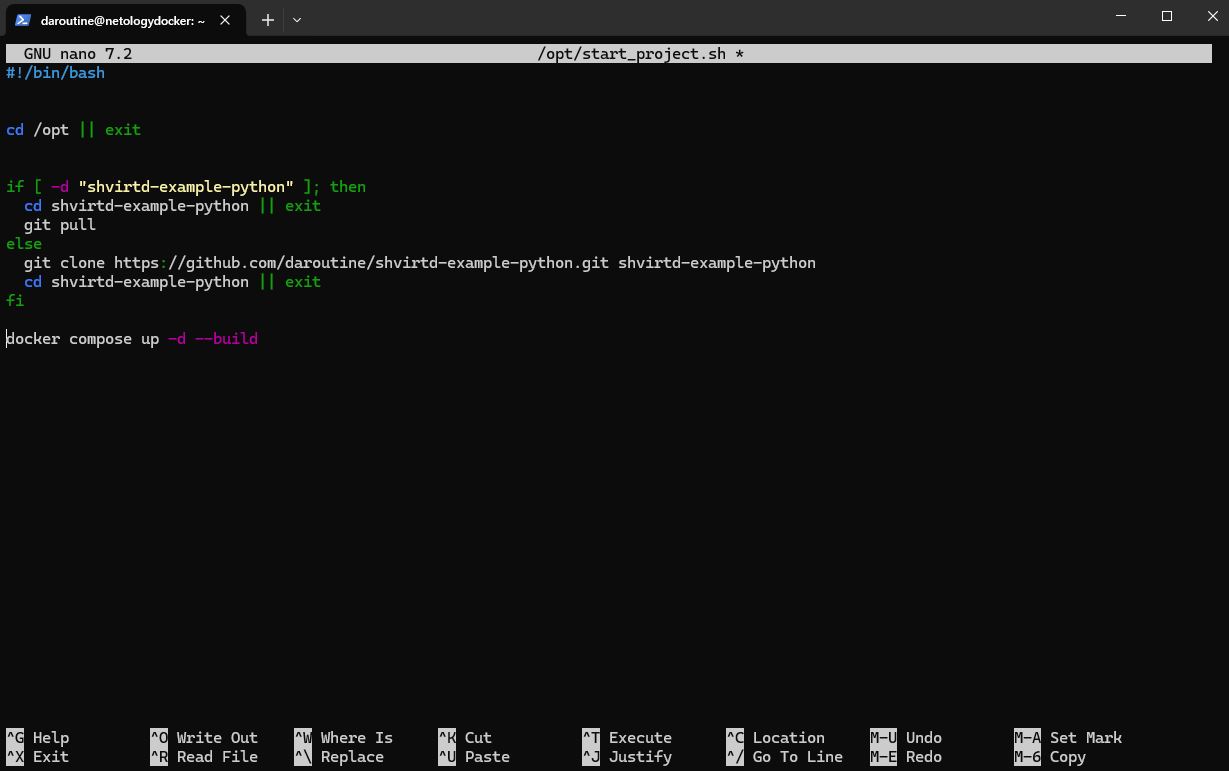 daroutine@netologydocker: ~
GNU nano 7.2 /opt/start_project.sh *
#!/bin/bash
cd /opt || exit
if [ -d "shvirtd-example-python" ]; then
  cd shvirtd-example-python || exit
  git pull
else
  git clone https://github.com/daroutine/shvirtd-example-python.git shvirtd-example-python
  cd shvirtd-example-python || exit
fi
docker compose up -d --build
^G Help ^O Write Out ^W Where Is ^K Cut ^T Execute ^C Location M-U Undo M-A Set Mark
^X Exit ^R Read File ^\ Replace ^U Paste ^J Justify ^/ Go To Line M-E Redo M-6 Copy